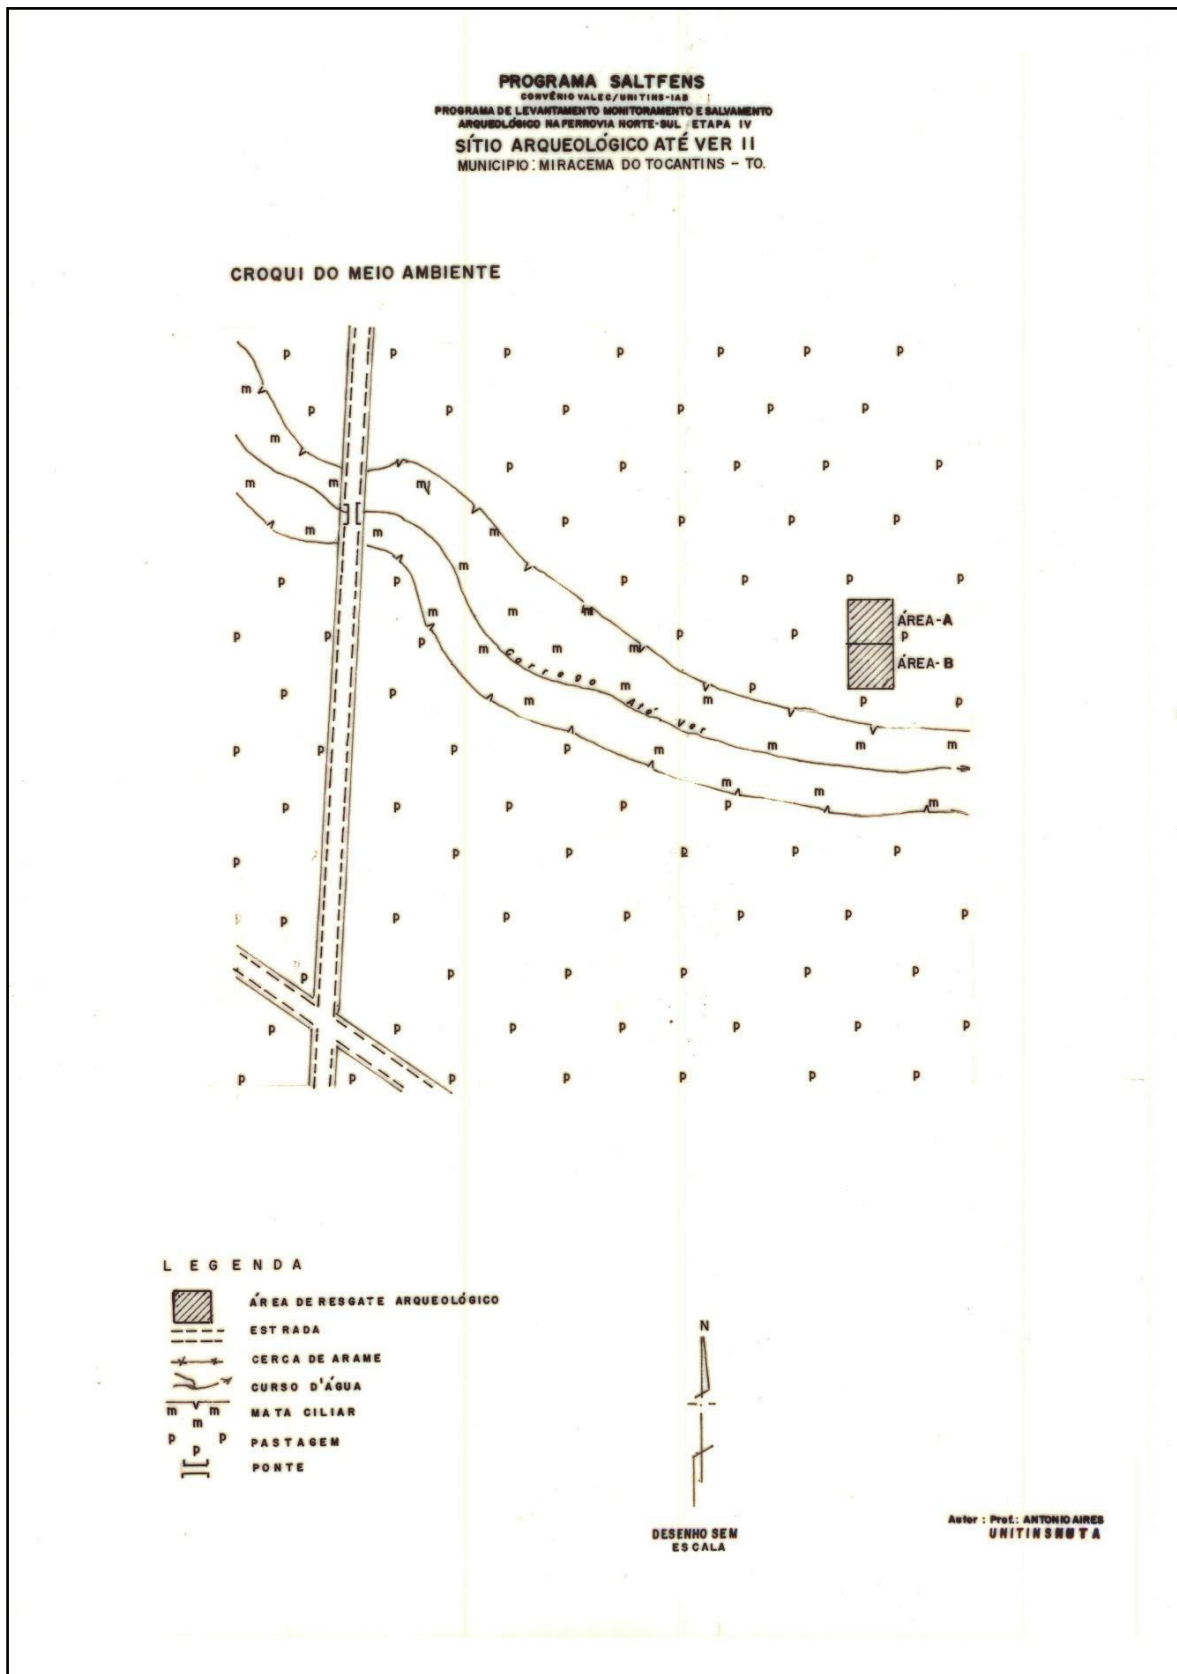 PROGRAMA SALTFENS
CONVÊNIO VALEC/UNITINS-IAB
PROGRAMA DE LEVANTAMENTO MONITORAMENTO E SALVAMENTO
ARQUEOLÓGICO NA FERROVIA NORTE-SUL ETAPA IV
SÍTIO ARQUEOLÓGICO ATÉ VER II
MUNICIPIO: MIRACEMA DO TOCANTINS - TO.
CROQUI DO MEIO AMBIENTE
p p p p p p p
m p p p p p p
m p p p p p
m m m
p p p p
m m m
m p p p p p
m m m ÁREA-A
p p p p p p
m m m ÁREA-B
Corrego Até Ver
p p m m p p p
p p p p m m m m
m m m
p p p p p
p p p p p p
p p p p p p p
p p p p p p
p p p p p p p
p p p p p p p
L E G E N D A
ÁREA DE RESGATE ARQUEOLÓGICO
ESTRADA
CERCA DE ARAME
CURSO D'ÁGUA
m m MATA CILIAR
m
p p PASTAGEM
p
PONTE
N
DESENHO SEM
ESCALA
Autor : Prof.: ANTONIO AIRES